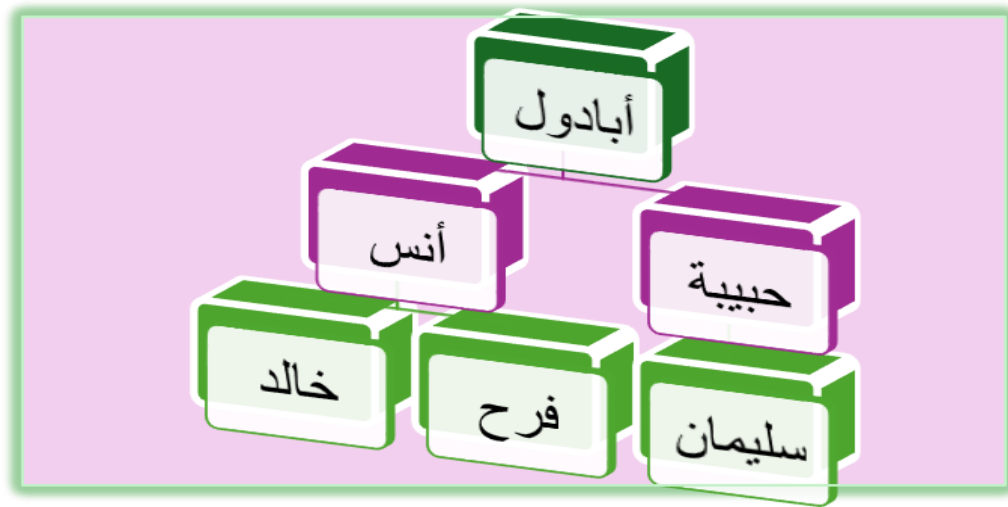 أبادول
أنس
حبيبة
خالد
فرح
سليمان